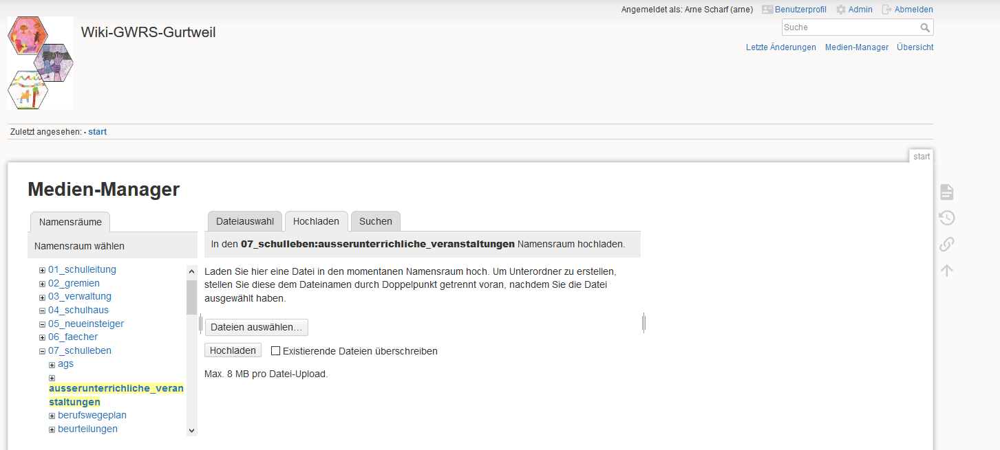 Angemeldet als: Arne Scharf (arne) Benutzerprofil Admin Abmelden
Wiki-GWRS-Gurtweil
Suche
Letzte Änderungen Medien-Manager Übersicht
Zuletzt angesehen: • start
start
Medien-Manager
Namensräume
Namensraum wählen
01_schulleitung
02_gremien
03_verwaltung
04_schulhaus
05_neueinsteiger
06_faecher
07_schulleben
ags
ausserunterrichliche_veran
staltungen
berufswegeplan
beurteilungen
Dateiauswahl Hochladen Suchen
In den 07_schulleben:ausserunterrichliche_veranstaltungen Namensraum hochladen.
Laden Sie hier eine Datei in den momentanen Namensraum hoch. Um Unterordner zu erstellen,
stellen Sie diese dem Dateinamen durch Doppelpunkt getrennt voran, nachdem Sie die Datei
ausgewählt haben.
Dateien auswählen…
Hochladen Existierende Dateien überschreiben
Max. 8 MB pro Datei-Upload.